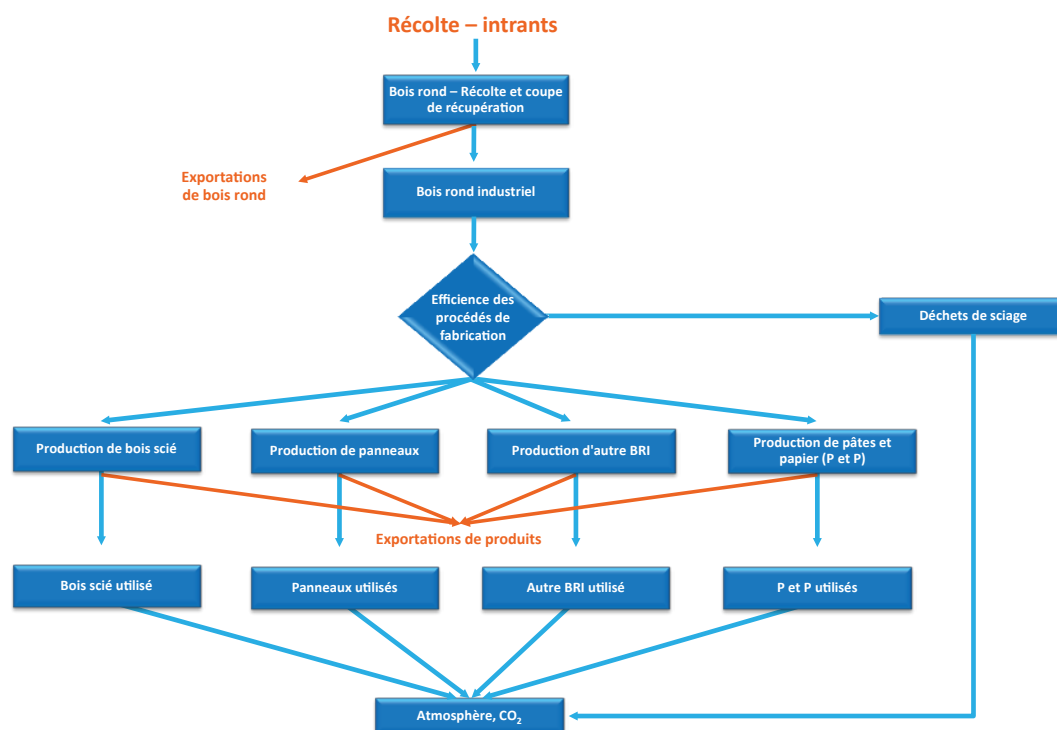 Récolte – intrants
Bois rond – Récolte et coupe
de récupération
Exportations
de bois rond
Bois rond industriel
Efficience des
procédés de
fabrication
Déchets de sciage
Production de bois scié
Production de panneaux
Production d'autre BRI
Production de pâtes et
papier (P et P)
Exportations de produits
Bois scié utilisé
Panneaux utilisés
Autre BRI utilisé
P et P utilisés
Atmosphère, CO₂